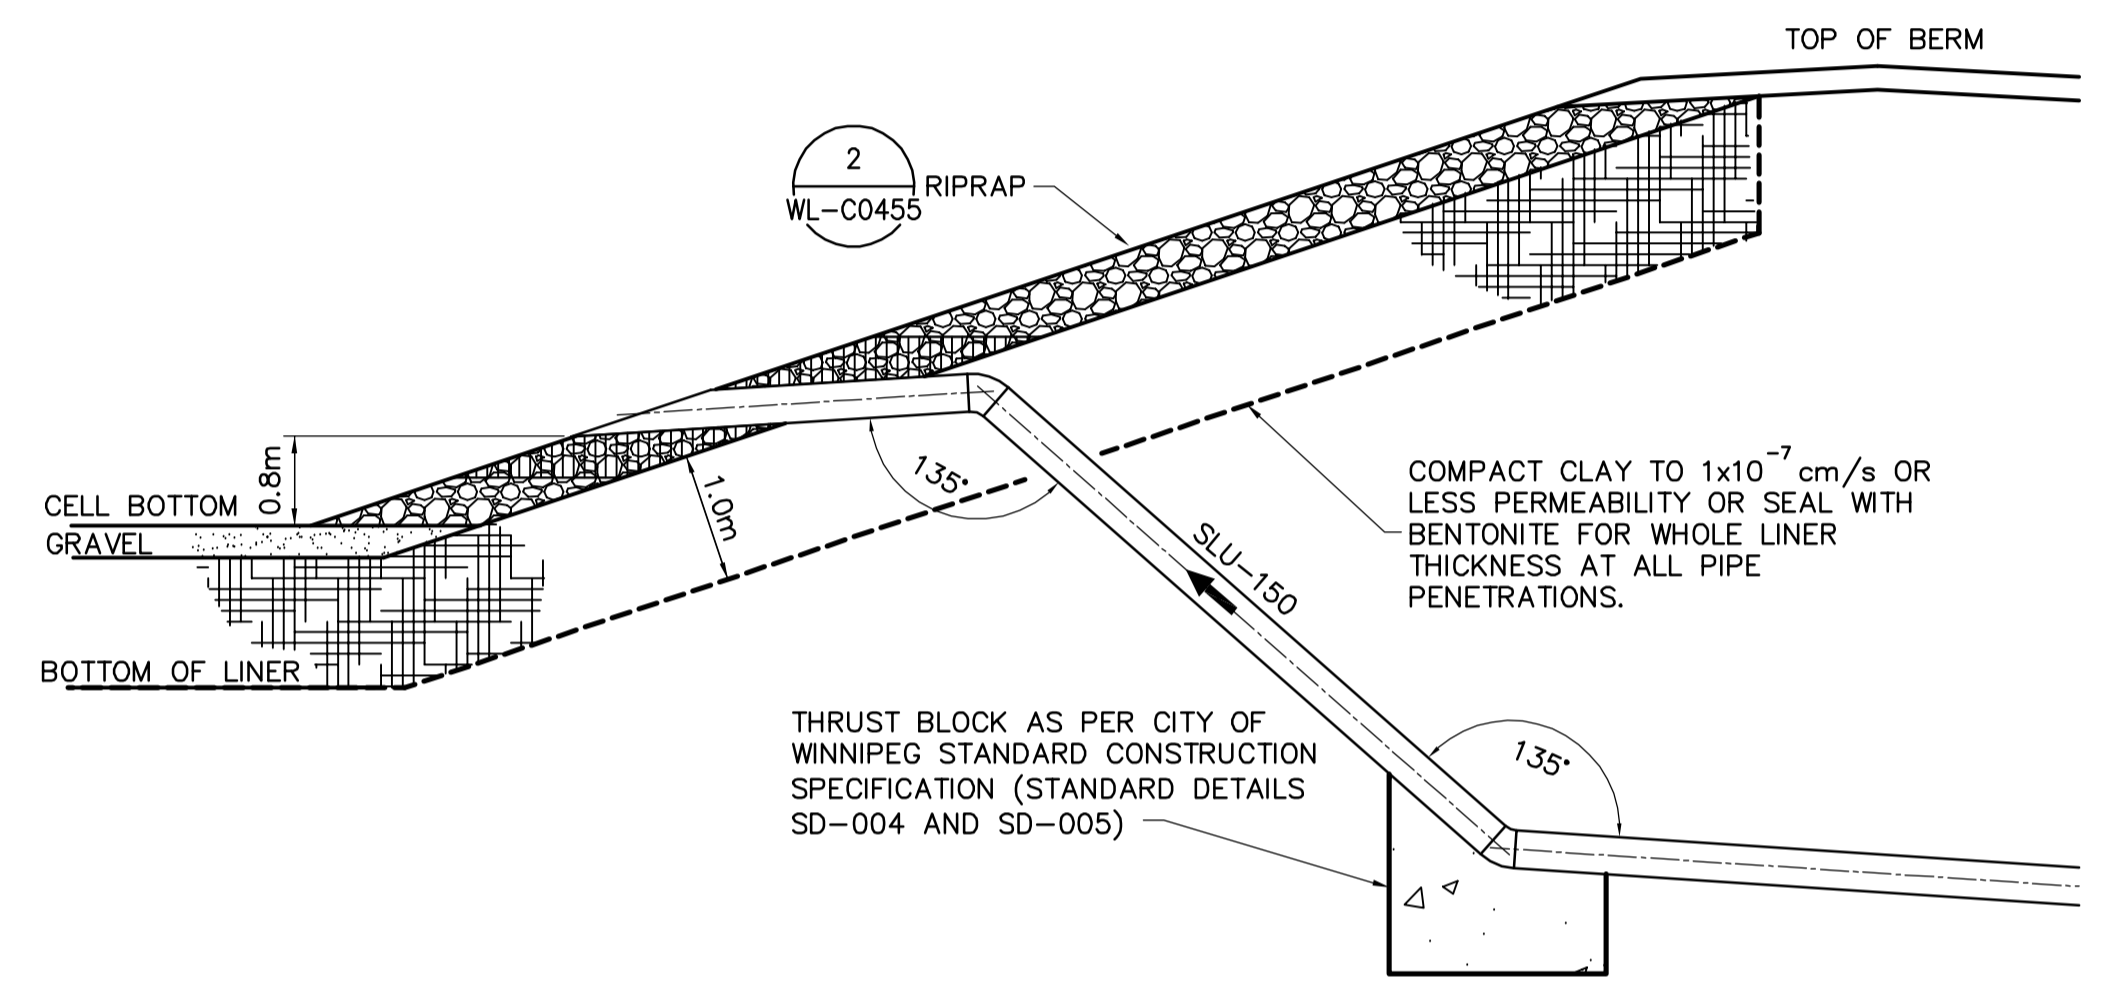 TOP OF BERM
2
WL-C0455
RIPRAP
0.8m
CELL BOTTOM
GRAVEL
BOTTOM OF LINER
1.0m
135°
SLU-150
COMPACT CLAY TO 1x10⁻⁷ cm/s OR
LESS PERMEABILITY OR SEAL WITH
BENTONITE FOR WHOLE LINER
THICKNESS AT ALL PIPE
PENETRATIONS.
THRUST BLOCK AS PER CITY OF
WINNIPEG STANDARD CONSTRUCTION
SPECIFICATION (STANDARD DETAILS
SD-004 AND SD-005)
135°